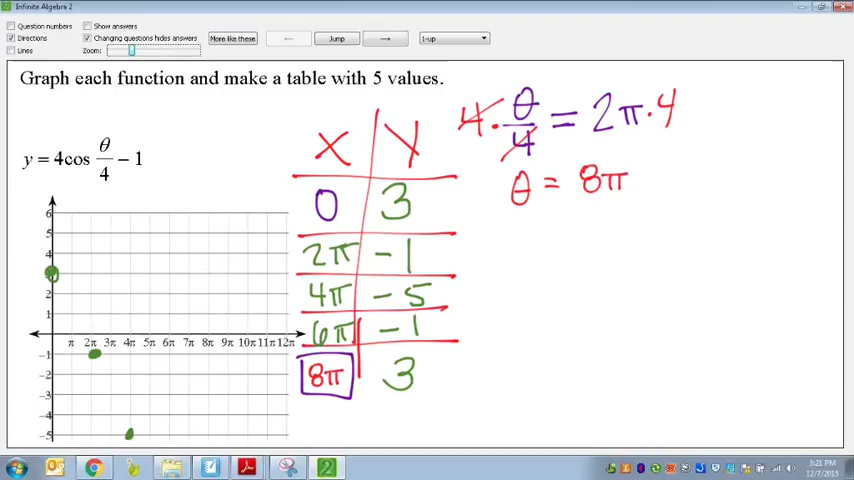 Infinite Algebra 2
Question numbers
Show answers
Directions
Changing questions hides answers
Lines
Zoom:
More like these
Jump
1-up
Graph each function and make a table with 5 values.
y = 4cos θ/4 − 1
4 · θ/4 = 2π · 4
θ = 8π
X Y
0 3
2π −1
4π −5
6π −1
8π 3
6
5
4
2
1
π 2π 3π 4π 5π 6π 7π 8π 9π 10π 11π 12π
−1
−2
−3
−4
−5
3:21 PM
12/7/2015